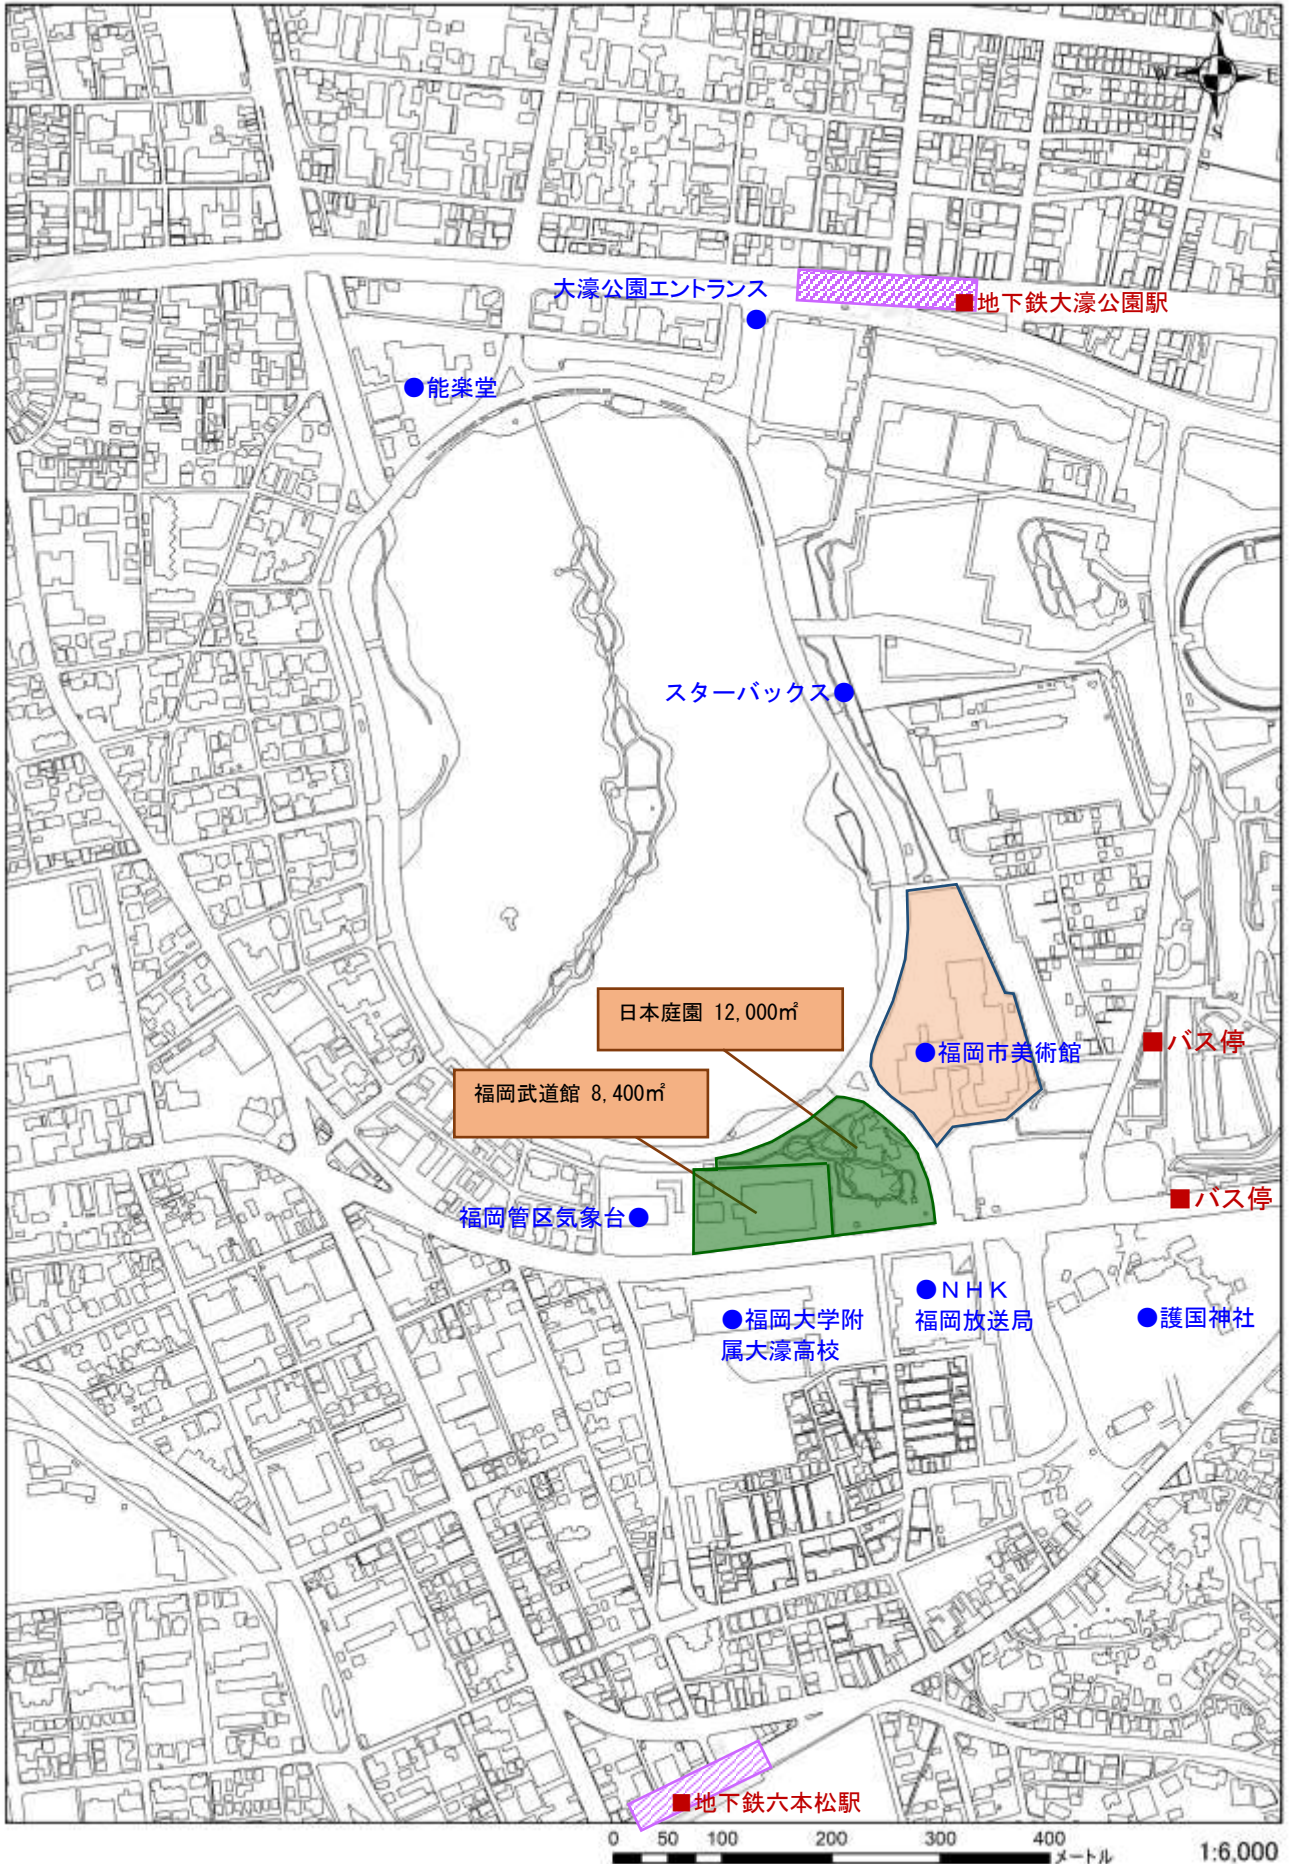 N
W
E
大濠公園エントランス
■地下鉄大濠公園駅
●能楽堂
スターバックス●
日本庭園 12,000㎡
●福岡市美術館
■バス停
福岡武道館 8,400㎡
■バス停
福岡管区気象台●
●ＮＨＫ
福岡放送局
●福岡大学附
属大濠高校
●護国神社
■地下鉄六本松駅
0 50 100 200 300 400
メートル
1:6,000